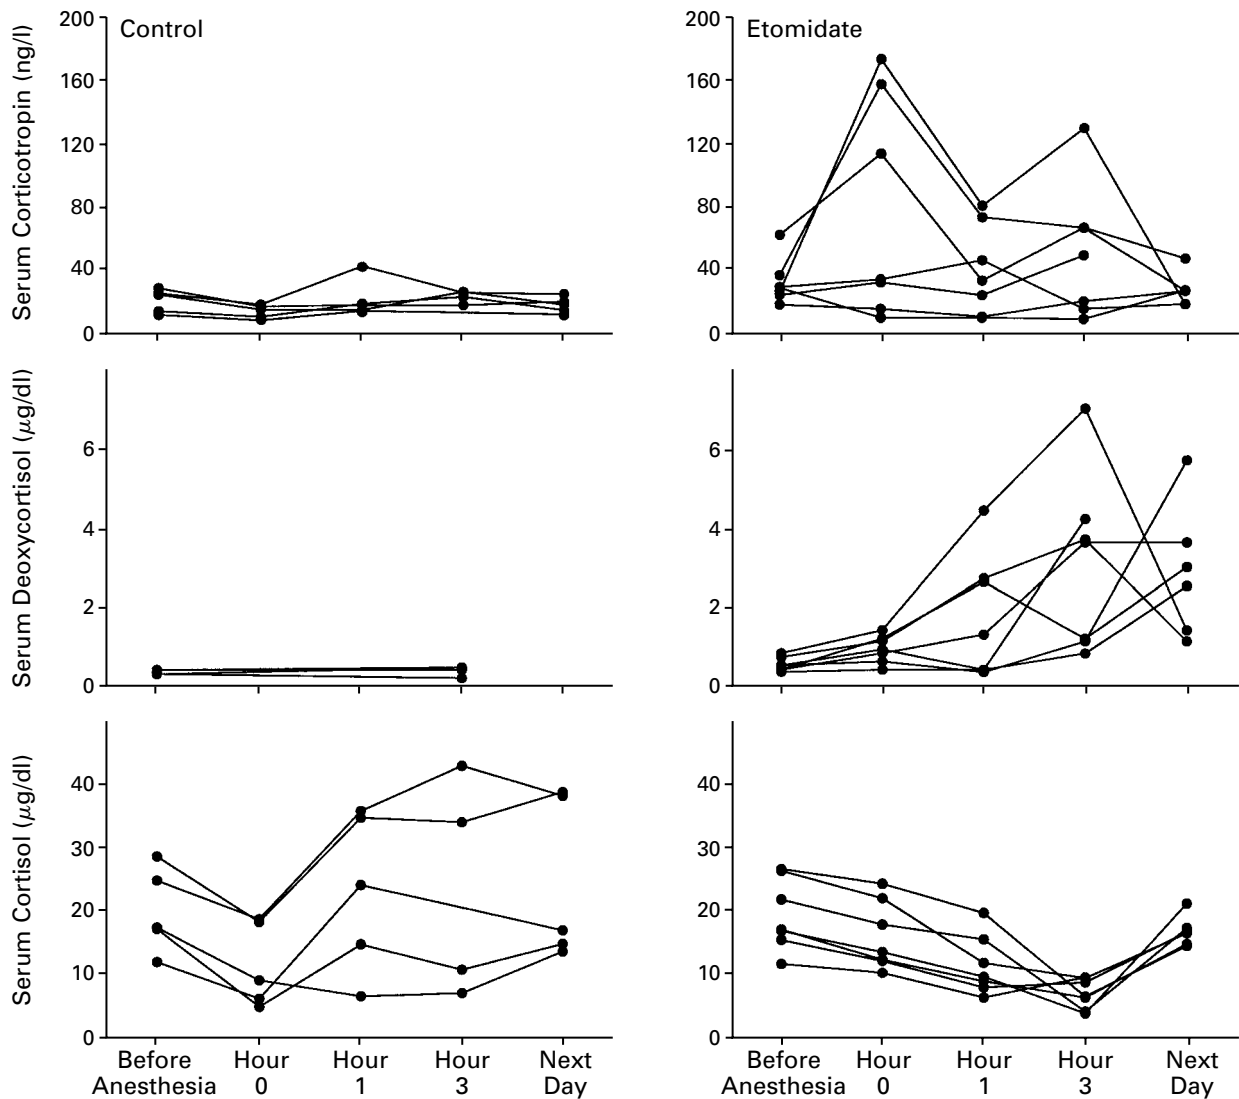 Control
Etomidate
Serum Corticotropin (ng/l)
200
160
120
80
40
0
200
160
120
80
40
0
Serum Deoxycortisol (μg/dl)
6
4
2
0
6
4
2
0
Serum Cortisol (μg/dl)
40
30
20
10
0
40
30
20
10
0
Before
Anesthesia
Hour
0
Hour
1
Hour
3
Next
Day
Before
Anesthesia
Hour
0
Hour
1
Hour
3
Next
Day